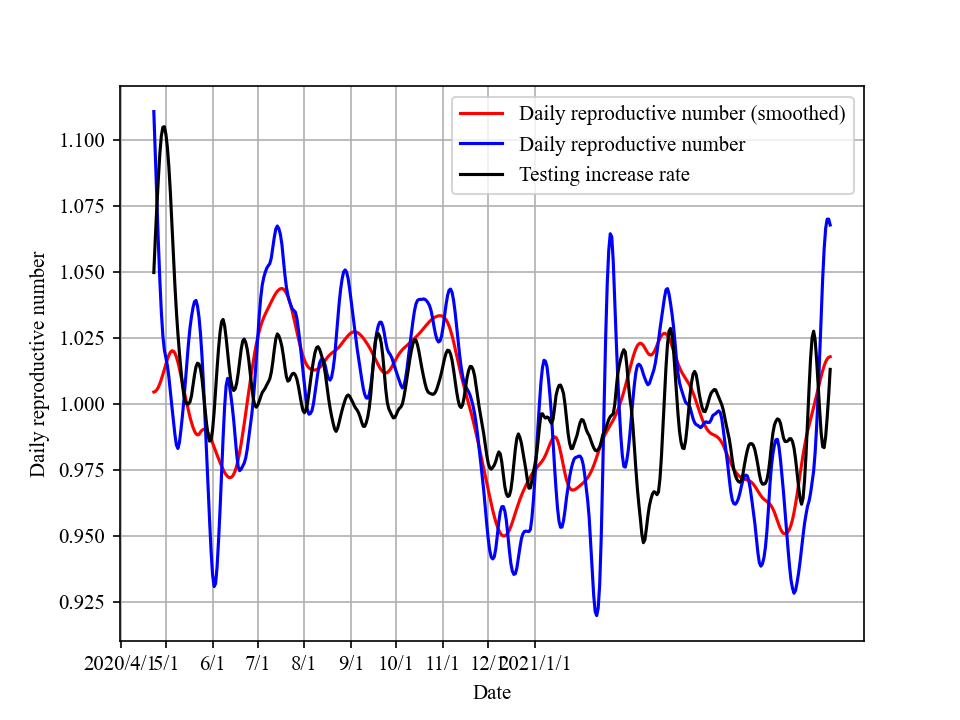 Daily reproductive number (smoothed)
Daily reproductive number
Testing increase rate
1.100
1.075
1.050
1.025
1.000
0.975
0.950
0.925
Daily reproductive number
2020/4/1 5/1 6/1 7/1 8/1 9/1 10/1 11/1 12/1 2021/1/1
Date